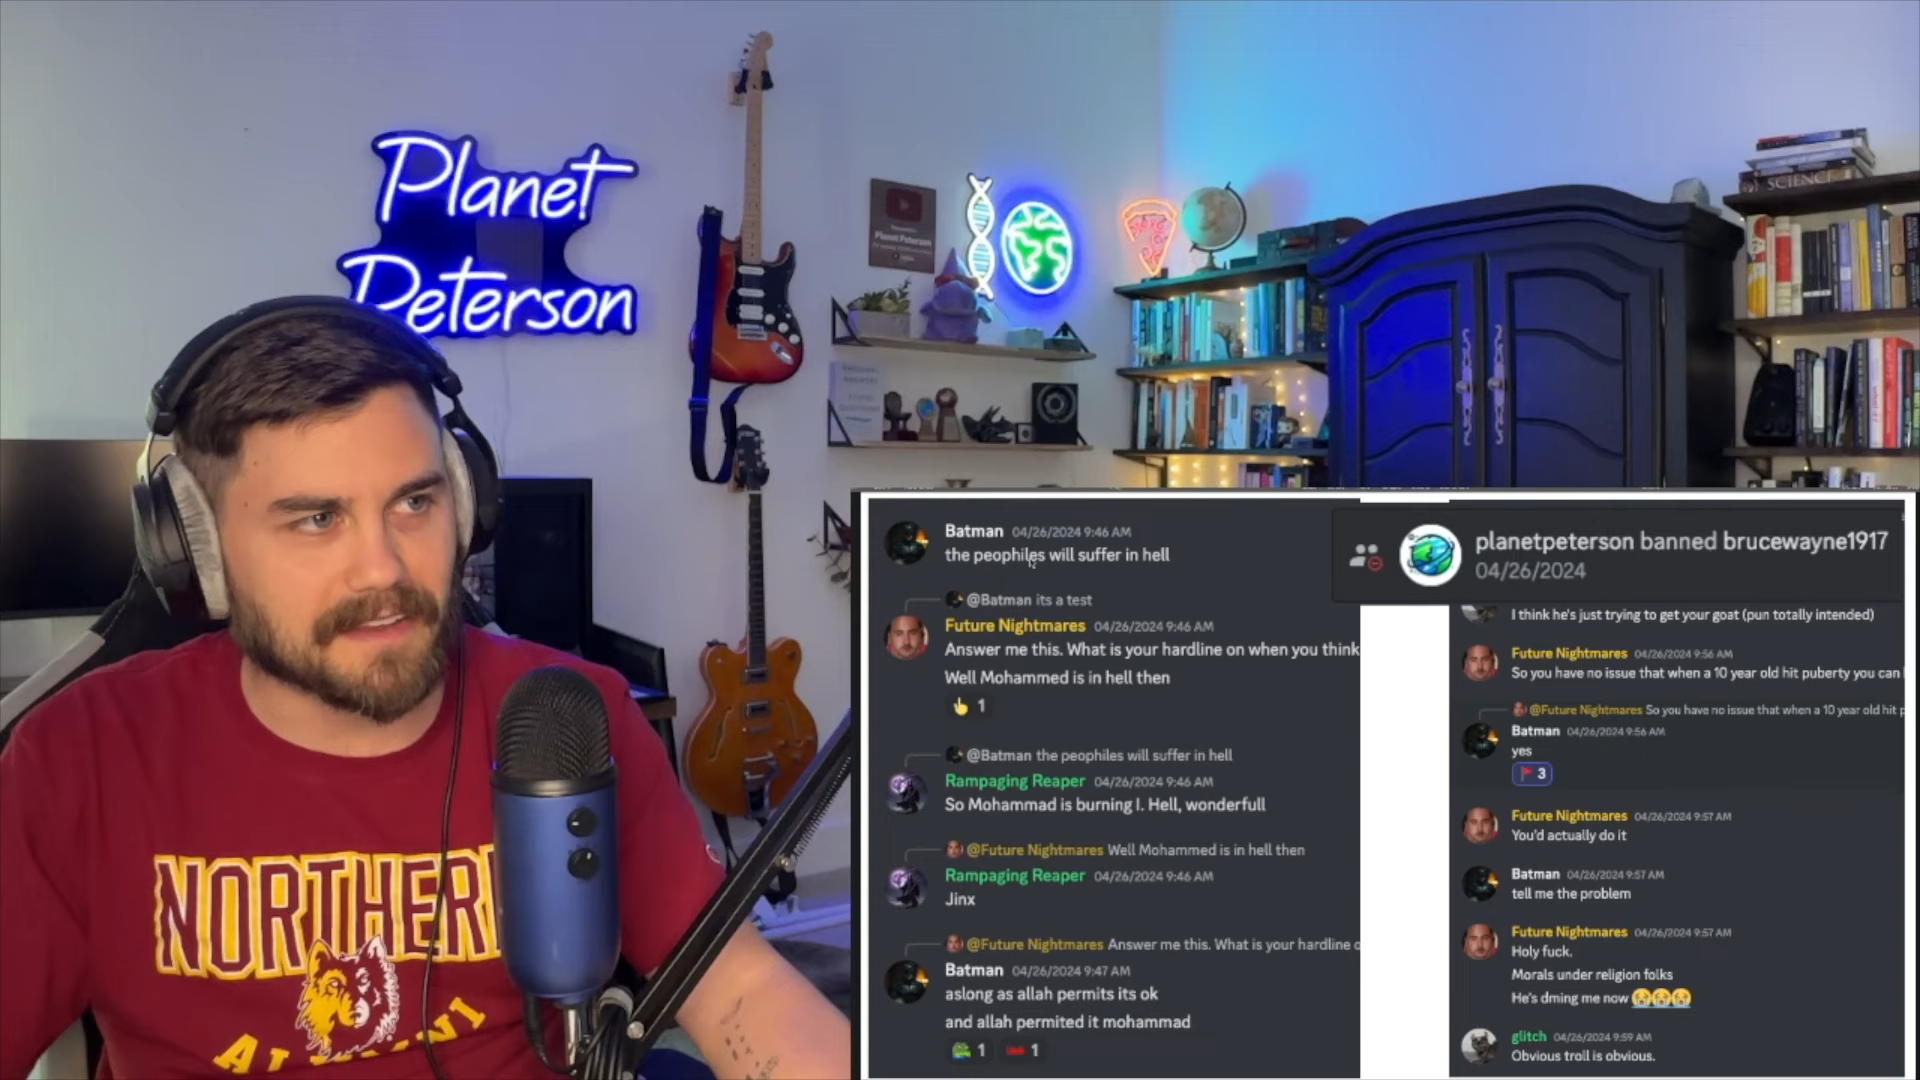 Planet
Peterson
Planet Peterson
SCIENCE
NORTHERN
ALUMNI
Batman 04/26/2024 9:46 AM
the peophiles will suffer in hell
@Batman its a test
Future Nightmares 04/26/2024 9:46 AM
Answer me this. What is your hardline on when you think
Well Mohammed is in hell then
1
@Batman the peophiles will suffer in hell
Rampaging Reaper 04/26/2024 9:46 AM
So Mohammad is burning I. Hell, wonderfull
@Future Nightmares Well Mohammed is in hell then
Rampaging Reaper 04/26/2024 9:46 AM
Jinx
@Future Nightmares Answer me this. What is your hardline o
Batman 04/26/2024 9:47 AM
aslong as allah permits its ok
and allah permited it mohammad
1 1
planetpeterson banned brucewayne1917
04/26/2024
I think he's just trying to get your goat (pun totally intended)
Future Nightmares 04/26/2024 9:56 AM
So you have no issue that when a 10 year old hit puberty you can
@Future Nightmares So you have no issue that when a 10 year old hit p
Batman 04/26/2024 9:56 AM
yes
3
Future Nightmares 04/26/2024 9:57 AM
You'd actually do it
Batman 04/26/2024 9:57 AM
tell me the problem
Future Nightmares 04/26/2024 9:57 AM
Holy fuck.
Morals under religion folks
He's dming me now 😭😭😭
glitch 04/26/2024 9:59 AM
Obvious troll is obvious.